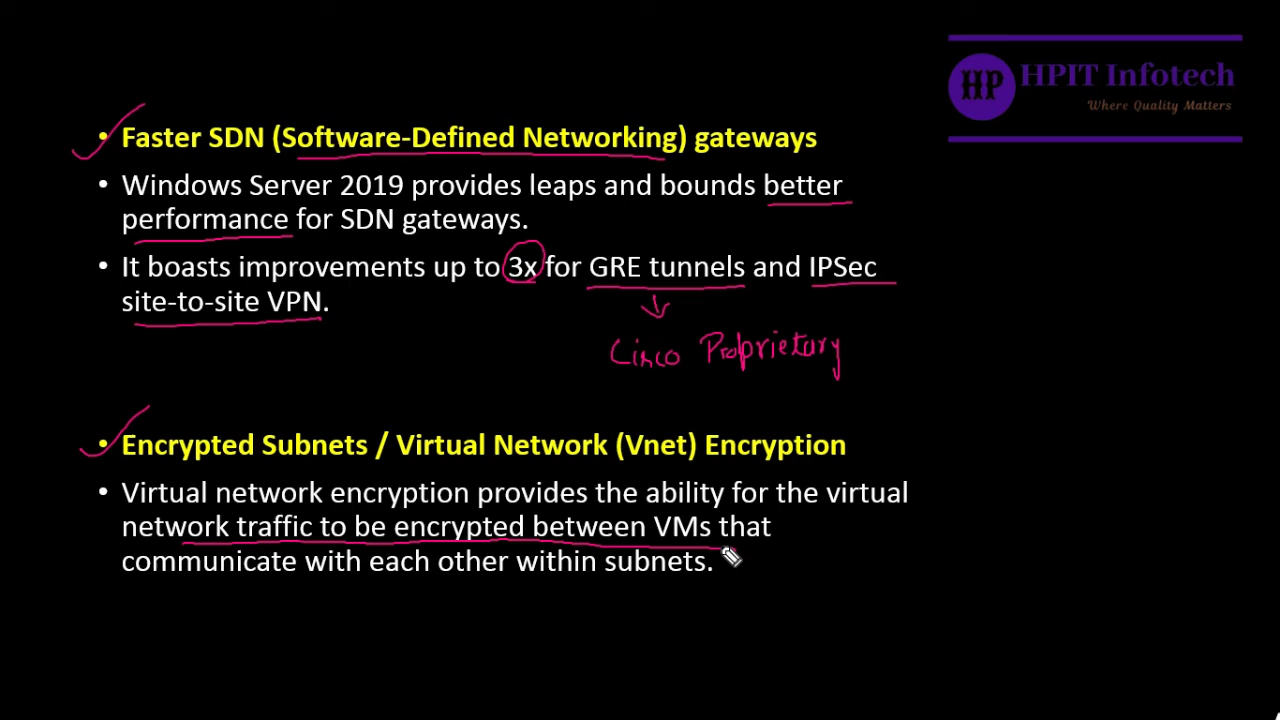 HP HPIT Infotech
Where Quality Matters
• Faster SDN (Software-Defined Networking) gateways
• Windows Server 2019 provides leaps and bounds better
performance for SDN gateways.
• It boasts improvements up to 3x for GRE tunnels and IPSec
site-to-site VPN.
Cisco Proprietary
• Encrypted Subnets / Virtual Network (Vnet) Encryption
• Virtual network encryption provides the ability for the virtual
network traffic to be encrypted between VMs that
communicate with each other within subnets.